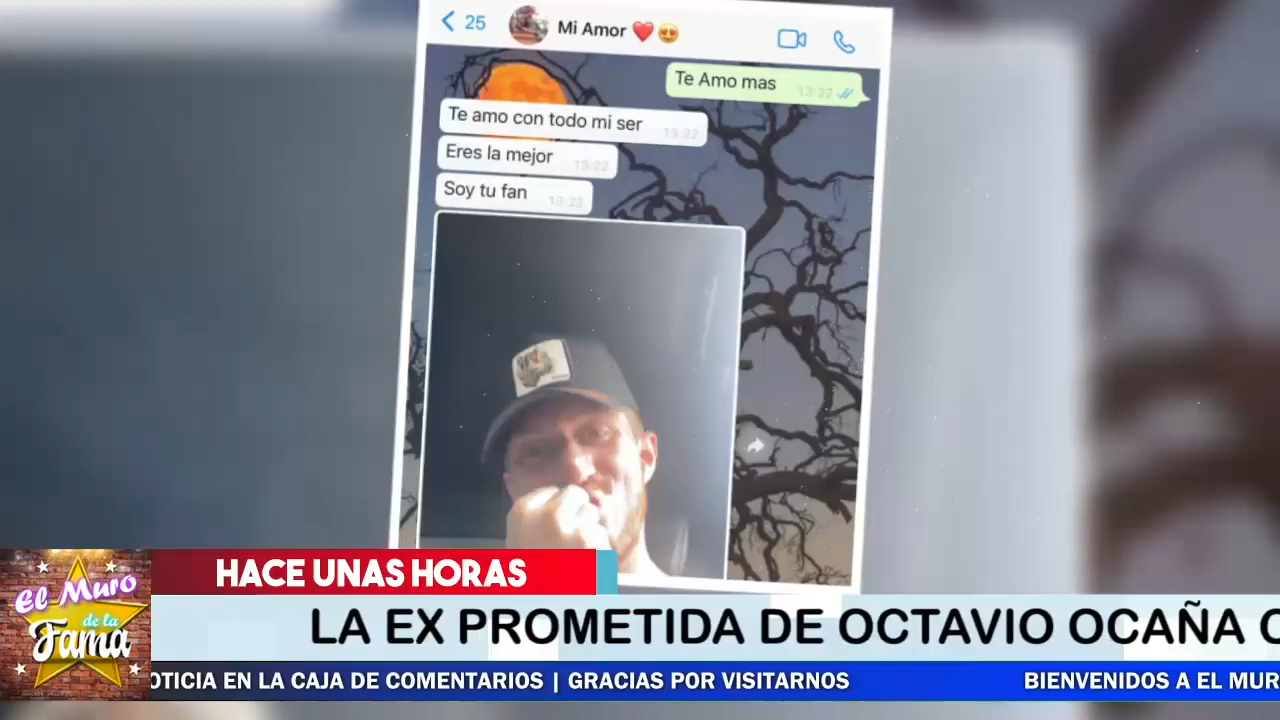 25
Mi Amor ❤️😍
Te Amo mas 13:22
Te amo con todo mi ser 13:22
Eres la mejor 13:22
Soy tu fan 13:23
HACE UNAS HORAS
El Muro
de la
Fama
LA EX PROMETIDA DE OCTAVIO OCAÑA
OTICIA EN LA CAJA DE COMENTARIOS | GRACIAS POR VISITARNOS
BIENVENIDOS A EL MUR